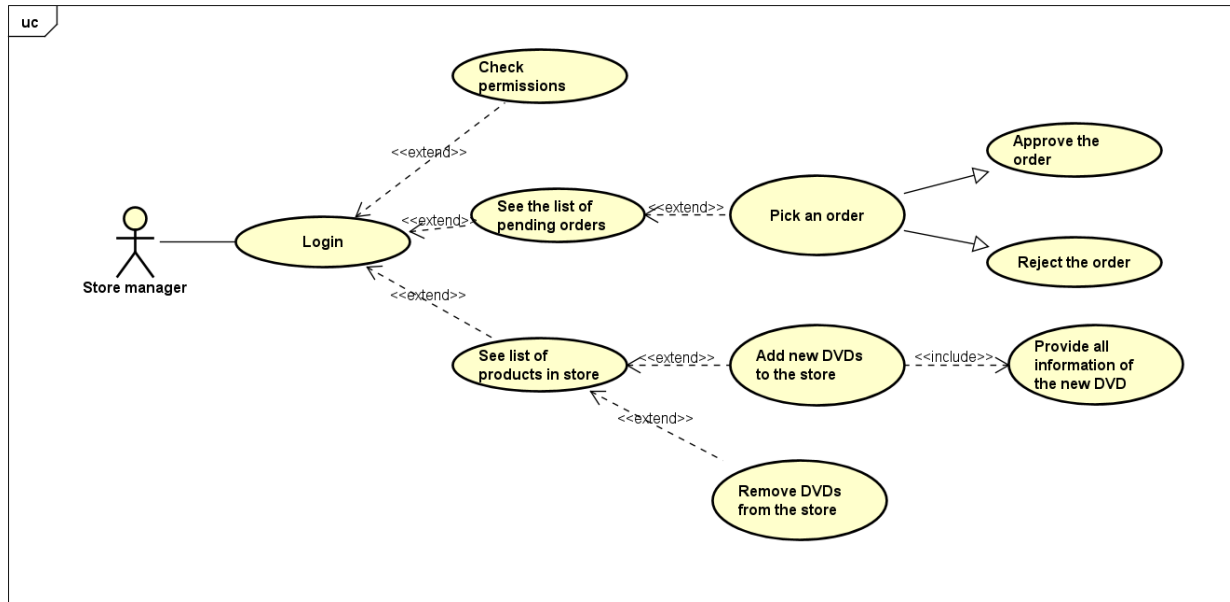 uc
Check
permissions
<<extend>>
Approve the
order
See the list of
pending orders
<<extend>>
<<extend>>
Pick an order
Login
Reject the order
Store manager
<<extend>>
See list of
products in store
<<extend>>
Add new DVDs
to the store
<<include>>
Provide all
information of
the new DVD
<<extend>>
Remove DVDs
from the store